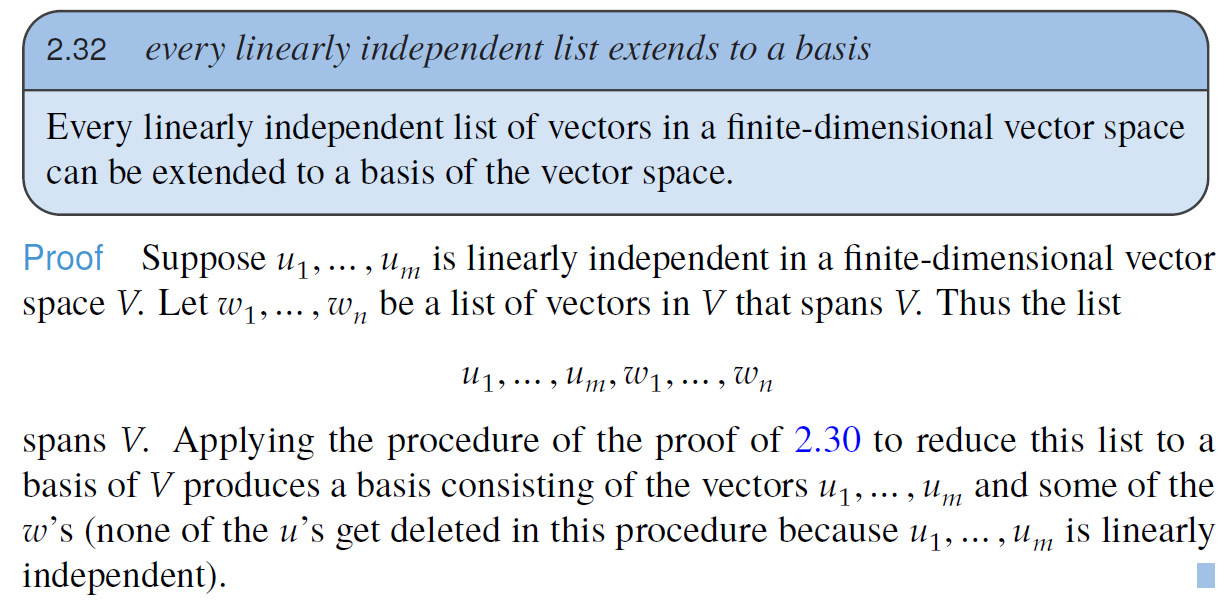 2.32 every linearly independent list extends to a basis
Every linearly independent list of vectors in a finite-dimensional vector space
can be extended to a basis of the vector space.
Proof Suppose u₁, … , uₘ is linearly independent in a finite-dimensional vector
space V. Let w₁, … , wₙ be a list of vectors in V that spans V. Thus the list
u₁, … , uₘ, w₁, … , wₙ
spans V. Applying the procedure of the proof of 2.30 to reduce this list to a
basis of V produces a basis consisting of the vectors u₁, … , uₘ and some of the
w’s (none of the u’s get deleted in this procedure because u₁, … , uₘ is linearly
independent).